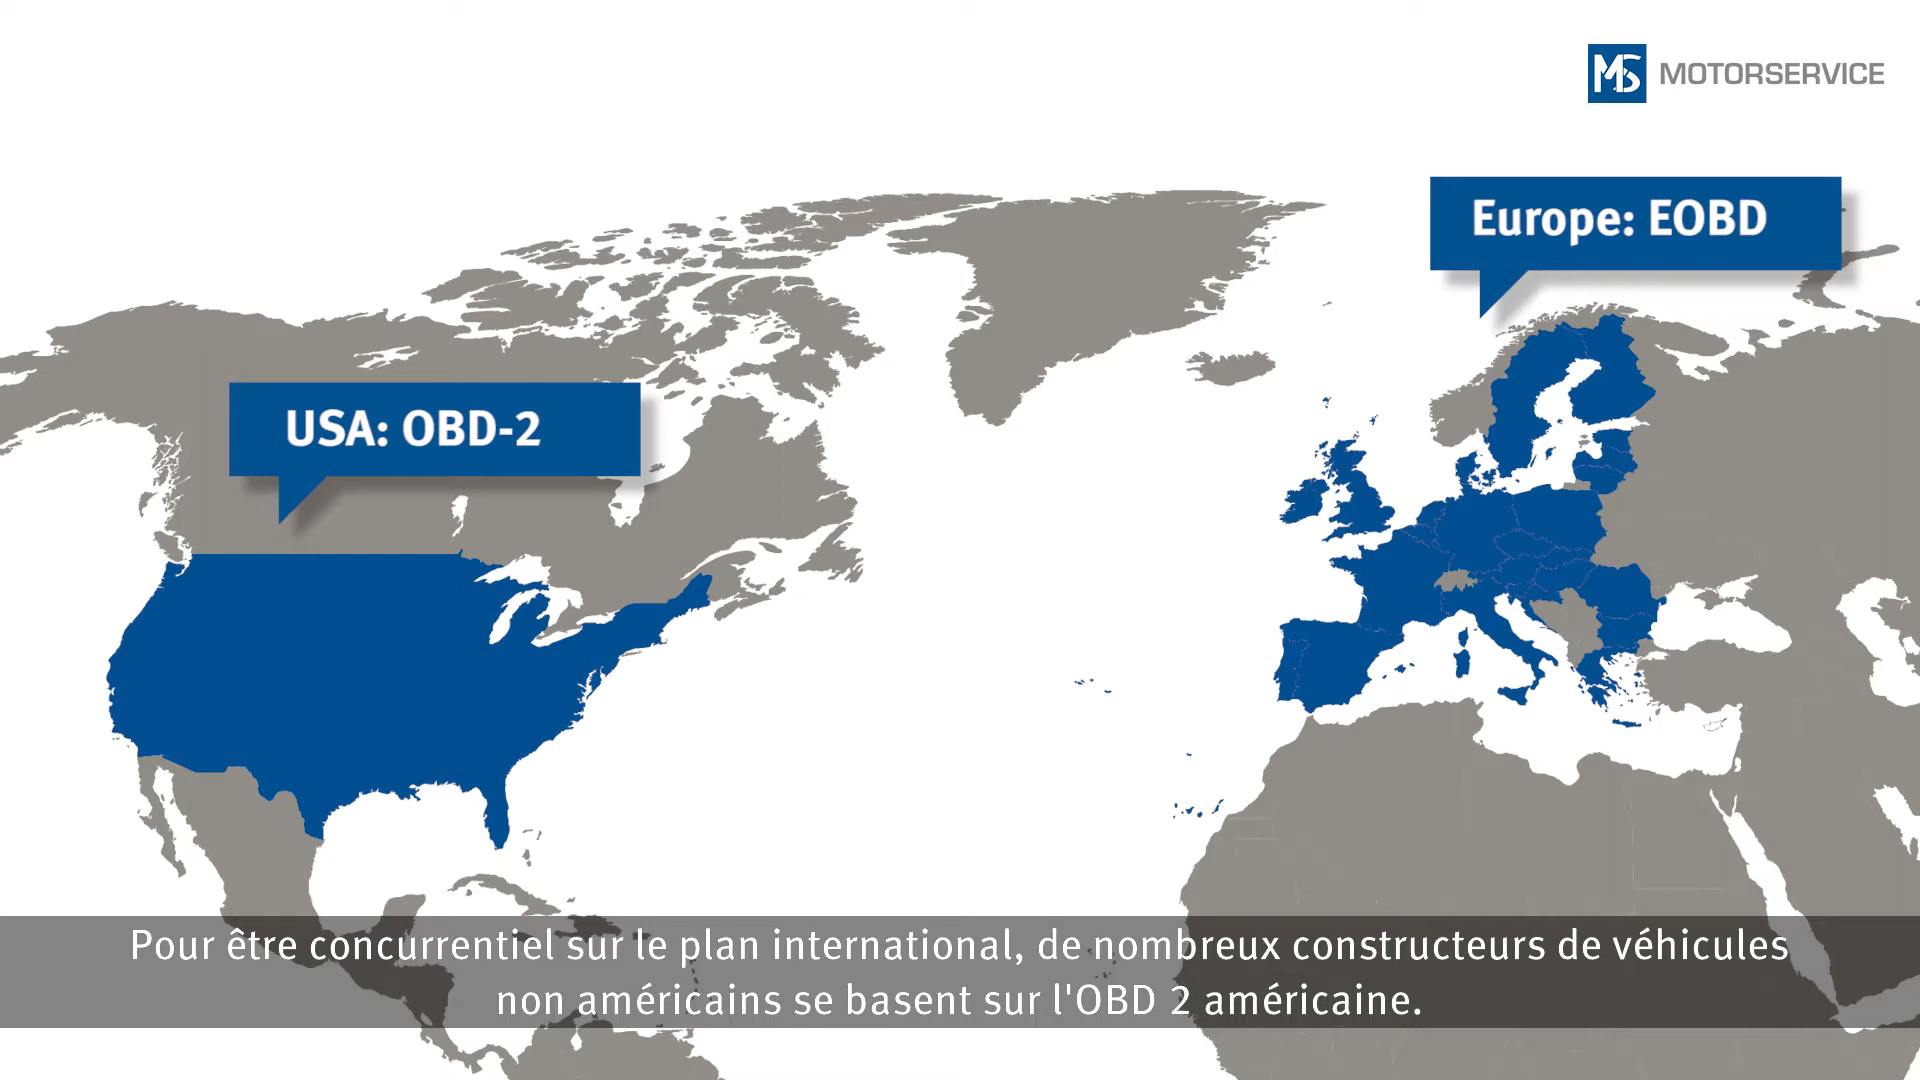 MS MOTORSERVICE
Europe: EOBD
USA: OBD-2
Pour être concurrentiel sur le plan international, de nombreux constructeurs de véhicules
non américains se basent sur l'OBD 2 américaine.